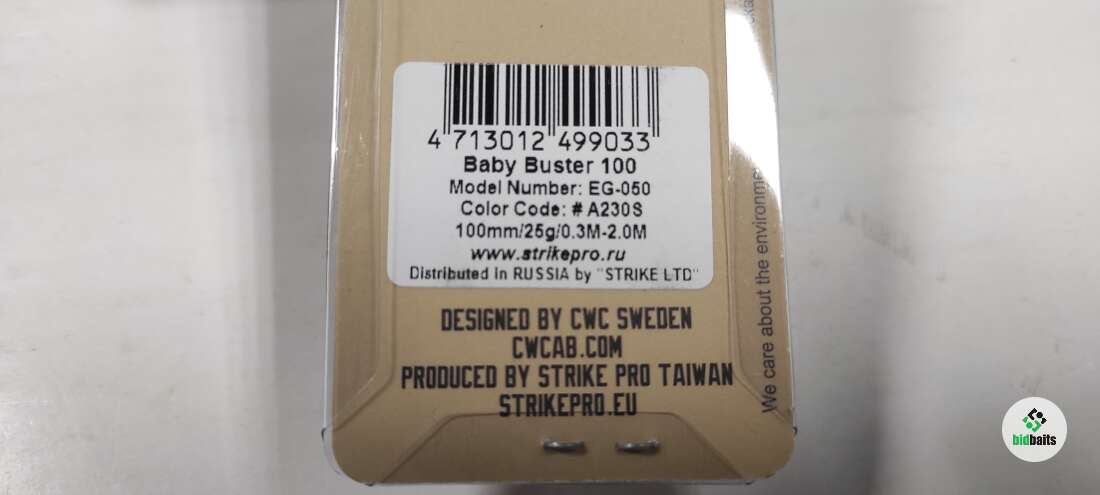 4 713012 499033
Baby Buster 100
Model Number: EG-050
Color Code: # A230S
100mm/25g/0.3M-2.0M
www.strikepro.ru
Distributed in RUSSIA by "STRIKE LTD"
DESIGNED BY CWC SWEDEN
CWCAB.COM
PRODUCED BY STRIKE PRO TAIWAN
STRIKEPRO.EU
We care about the
bidbaits